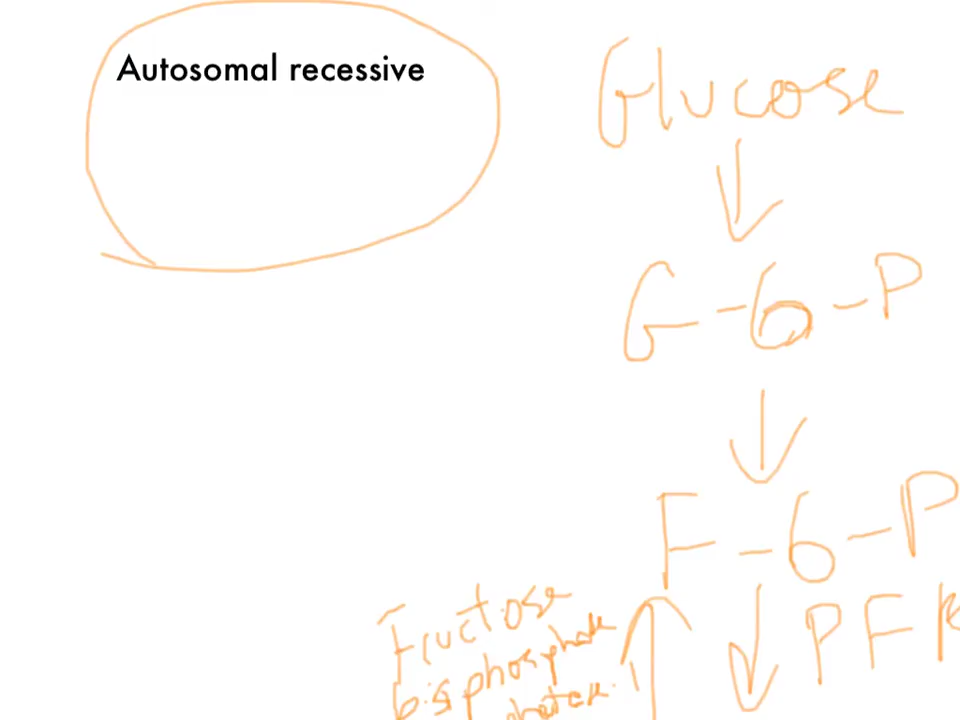 Autosomal recessive
Glucose
G-6-P
F-6-P
PFK
Fructose
bisphosphate